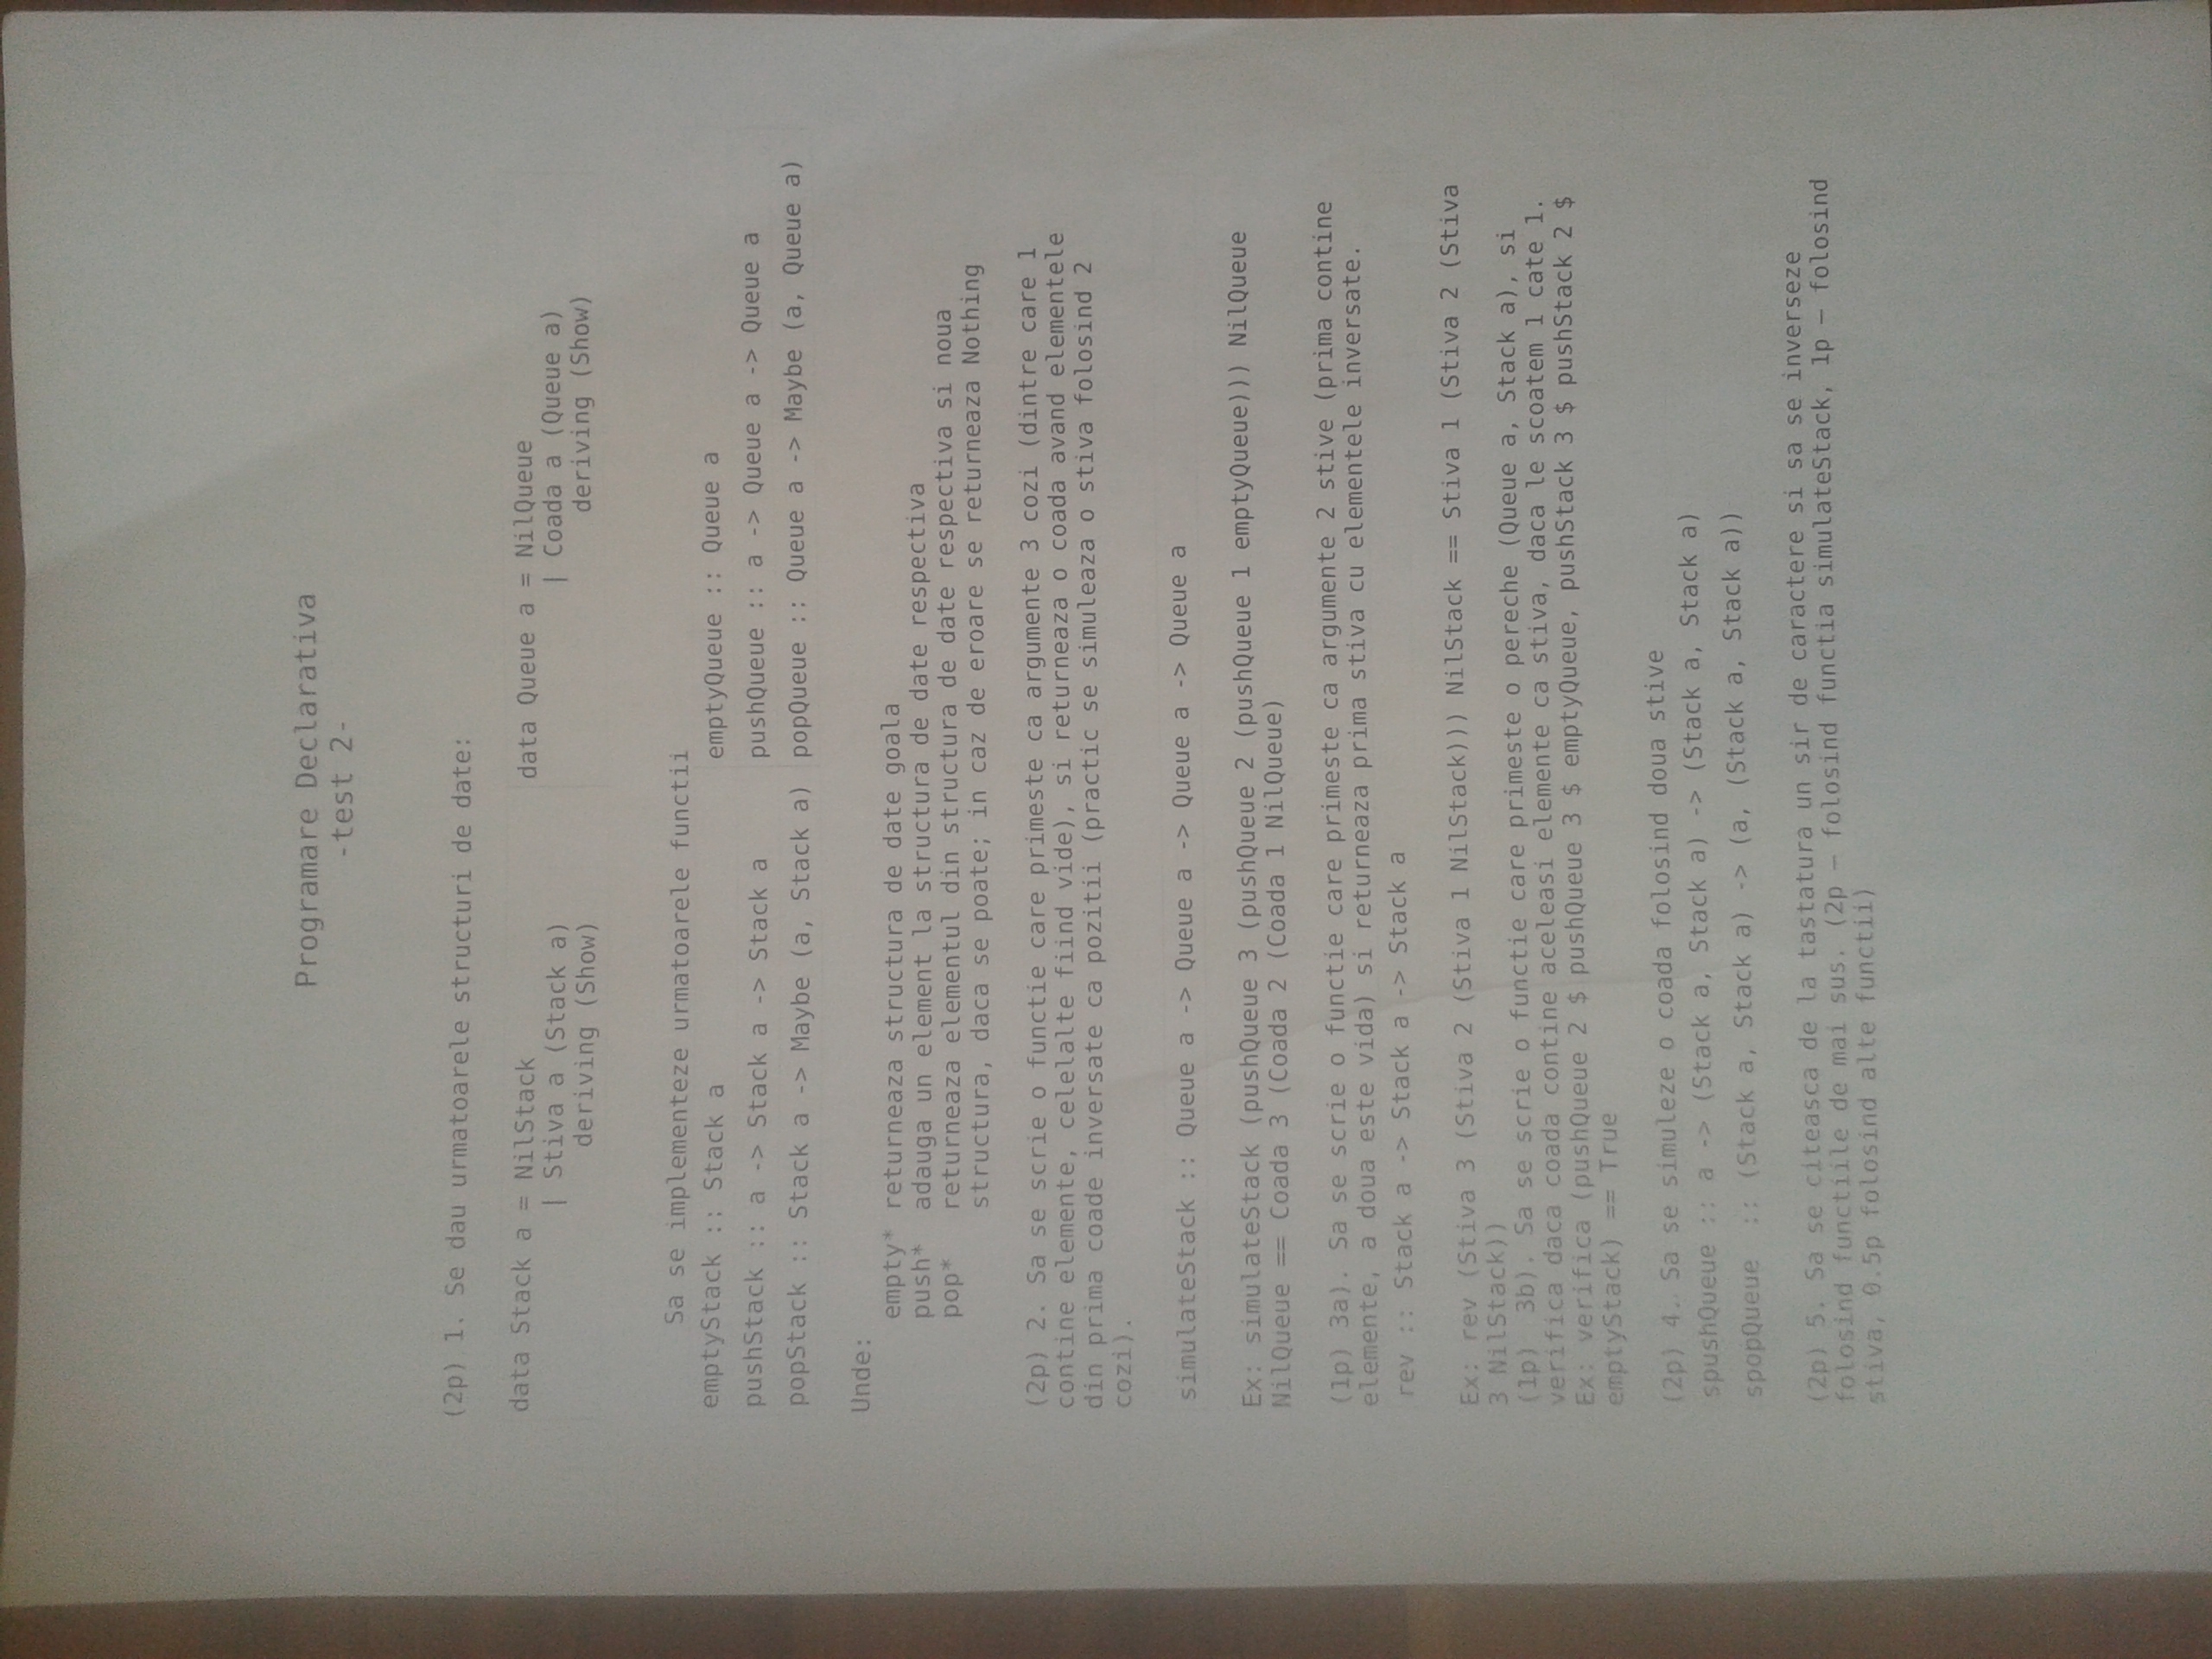 Programare Declarativa
-test 2-
(2p) 1. Se dau urmatoarele structuri de date:
data Stack a = NilStack
| Stiva a (Stack a)
deriving (Show)
data Queue a = NilQueue
| Coada a (Queue a)
deriving (Show)
Sa se implementeze urmatoarele functii
emptyStack :: Stack a
pushStack :: a -> Stack a -> Stack a
popStack :: Stack a -> Maybe (a, Stack a)
emptyQueue :: Queue a
pushQueue :: a -> Queue a -> Queue a
popQueue :: Queue a -> Maybe (a, Queue a)
Unde:
empty* returneaza structura de date goala
push* adauga un element la structura de date respectiva
pop* returneaza elementul din structura de date respectiva si noua
structura, daca se poate; in caz de eroare se returneaza Nothing
(2p) 2. Sa se scrie o functie care primeste ca argumente 3 cozi (dintre care 1
contine elemente, celelalte fiind vide), si returneaza o coada avand elementele
din prima coade inversate ca pozitii (practic se simuleaza o stiva folosind 2
cozi).
simulateStack :: Queue a -> Queue a -> Queue a -> Queue a
Ex: simulateStack (pushQueue 3 (pushQueue 2 (pushQueue 1 emptyQueue))) NilQueue
NilQueue == Coada 3 (Coada 2 (Coada 1 NilQueue)
(1p) 3a). Sa se scrie o functie care primeste ca argumente 2 stive (prima contine
elemente, a doua este vida) si returneaza prima stiva cu elementele inversate.
rev :: Stack a -> Stack a -> Stack a
Ex: rev (Stiva 3 (Stiva 2 (Stiva 1 NilStack))) NilStack == Stiva 1 (Stiva 2 (Stiva
3 NilStack))
(1p) 3b). Sa se scrie o functie care primeste o pereche (Queue a, Stack a), si
verifica daca coada contine aceleasi elemente ca stiva, daca le scoatem 1 cate 1.
Ex: verifica (pushQueue 2 $ pushQueue 3 $ emptyQueue, pushStack 3 $ pushStack 2 $
emptyStack) == True
(2p) 4. Sa se simuleze o coada folosind doua stive
spushQueue :: a -> (Stack a, Stack a) -> (Stack a, Stack a)
spopQueue :: (Stack a, Stack a) -> (a, (Stack a, Stack a))
(2p) 5. Sa se citeasca de la tastatura un sir de caractere si sa se inverseze
folosind functiile de mai sus. (2p – folosind functia simulateStack, 1p – folosind
stiva, 0.5p folosind alte functii)